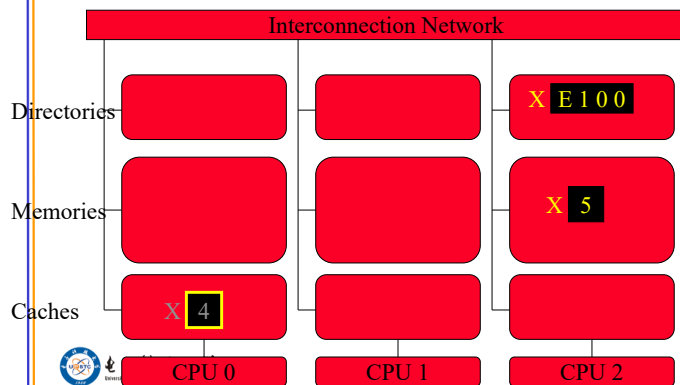 Interconnection Network
Directories
X E 1 0 0
Memories
X 5
Caches
X 4
CPU 0
CPU 1
CPU 2